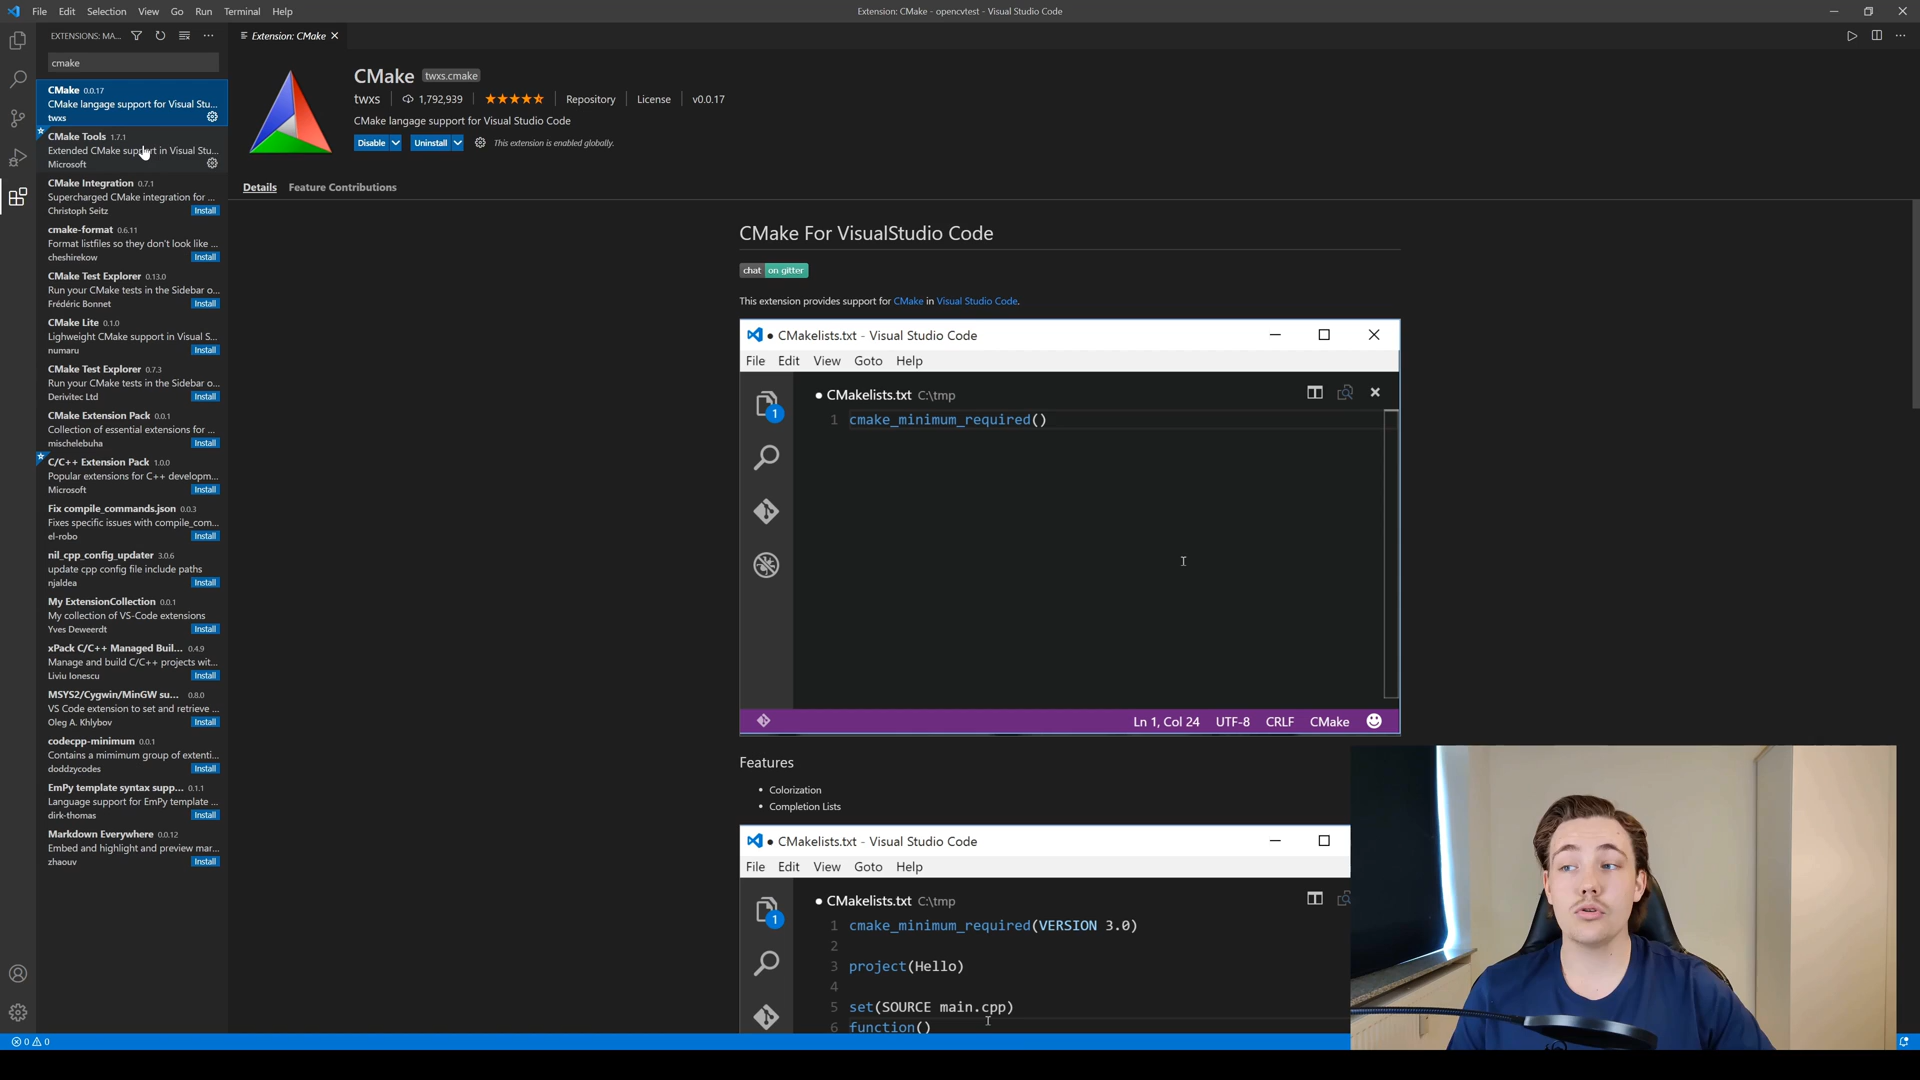 File Edit Selection View Go Run Terminal Help
Extension: CMake - opencvtest - Visual Studio Code
EXTENSIONS: MA...
cmake
CMake 0.0.17
CMake langage support for Visual Stu...
twxs
CMake Tools 1.7.1
Extended CMake support in Visual Stu...
Microsoft
CMake Integration 0.7.1
Supercharged CMake integration for ...
Christoph Seitz Install
cmake-format 0.6.11
Format listfiles so they don't look like ...
cheshirekow Install
CMake Test Explorer 0.13.0
Run your CMake tests in the Sidebar o...
Frédéric Bonnet Install
CMake Lite 0.1.0
Lighweight CMake support in Visual S...
numaru Install
CMake Test Explorer 0.7.3
Run your CMake tests in the Sidebar o...
Derivitec Ltd Install
CMake Extension Pack 0.0.1
Collection of essential extensions for ...
mischelebuha Install
C/C++ Extension Pack 1.0.0
Popular extensions for C++ developm...
Microsoft Install
Fix compile_commands.json 0.0.3
Fixes specific issues with compile_com...
el-robo Install
nil_cpp_config_updater 3.0.6
update cpp config file include paths
njaldea Install
My ExtensionCollection 0.0.1
My collection of VS-Code extensions
Yves Deweerdt Install
xPack C/C++ Managed Buil... 0.4.9
Manage and build C/C++ projects wit...
Liviu Ionescu Install
MSYS2/Cygwin/MinGW su... 0.8.0
VS Code extension to set and retrieve ...
Oleg A. Khlybov Install
codecpp-minimum 0.0.1
Contains a minimum group of extenti...
doddzycodes Install
EmPy template syntax supp... 0.1.1
Language support for EmPy template ...
dirk-thomas Install
Markdown Everywhere 0.0.12
Embed and highlight and preview mar...
zhaouv Install
0 0
Extension: CMake
CMake twxs.cmake
twxs 1,792,939 Repository License v0.0.17
CMake langage support for Visual Studio Code
Disable Uninstall This extension is enabled globally.
Details Feature Contributions
CMake For VisualStudio Code
chat on gitter
This extension provides support for CMake in Visual Studio Code.
CMakelists.txt - Visual Studio Code
File Edit View Goto Help
CMakelists.txt C:\tmp
1
1 cmake_minimum_required()
Ln 1, Col 24 UTF-8 CRLF CMake
Features
Colorization
Completion Lists
CMakelists.txt - Visual Studio Code
File Edit View Goto Help
CMakelists.txt C:\tmp
1
1 cmake_minimum_required(VERSION 3.0)
2
3 project(Hello)
4
5 set(SOURCE main.cpp)
6 function()